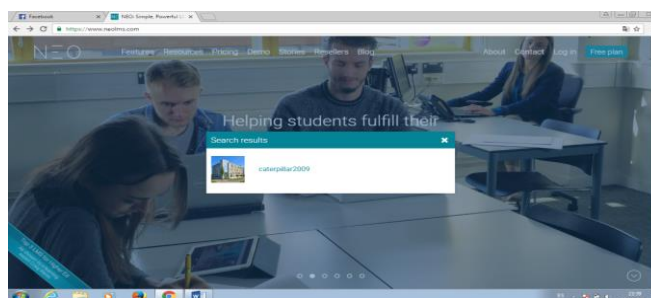 Facebook
NEO: Simple, Powerful
https://www.neolms.com
NEO Features Resources Pricing Demo Stories Resellers Blog About Contact Log in Free plan
Helping students fulfill their
Search results
caterpillar2009